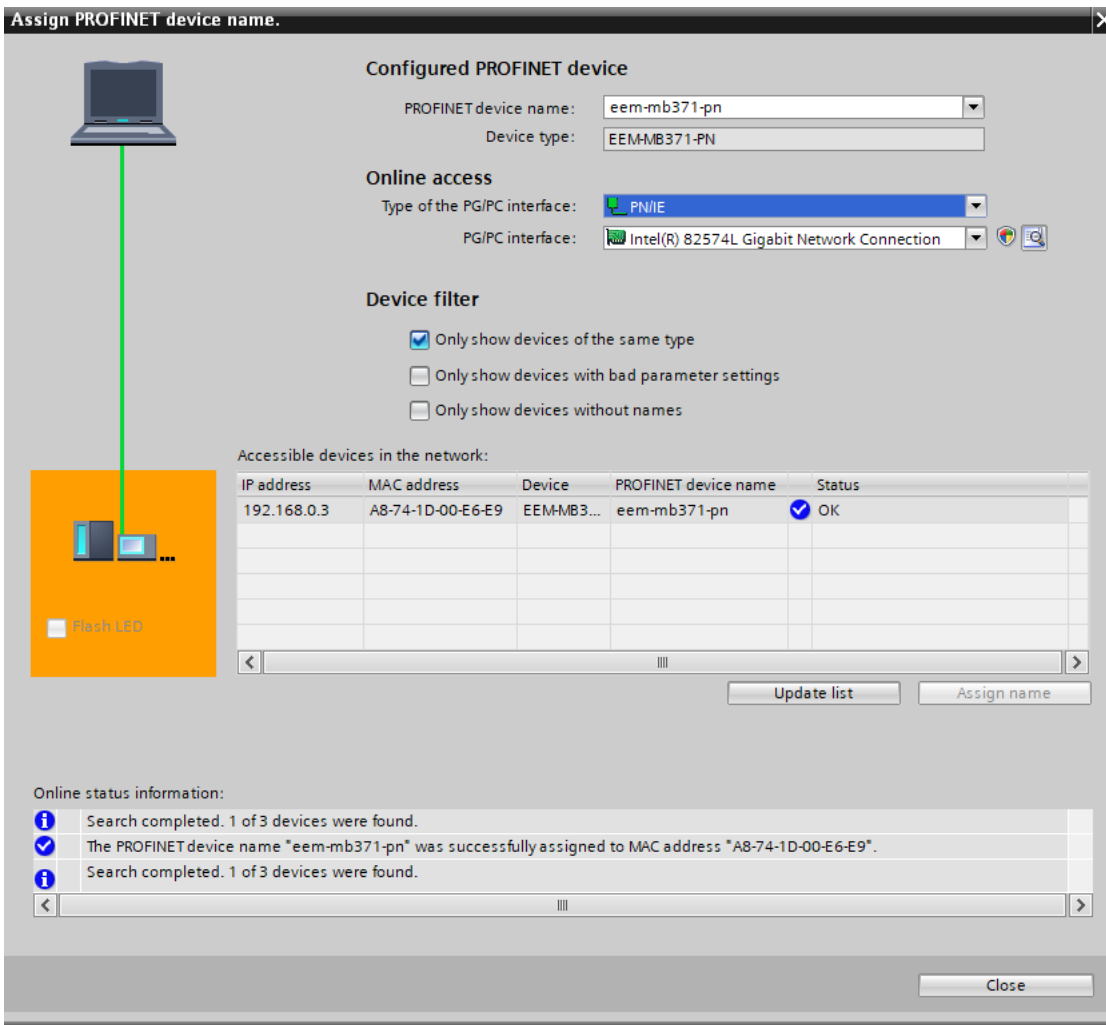 Assign PROFINET device name.
Configured PROFINET device
PROFINET device name: eem-mb371-pn
Device type: EEM-MB371-PN
Online access
Type of the PG/PC interface: PN/IE
PG/PC interface: Intel(R) 82574L Gigabit Network Connection
Device filter
Only show devices of the same type
Only show devices with bad parameter settings
Only show devices without names
Accessible devices in the network:
IP address MAC address Device PROFINET device name Status
192.168.0.3 A8-74-1D-00-E6-E9 EEM-MB3... eem-mb371-pn OK
Flash LED
Update list Assign name
Online status information:
Search completed. 1 of 3 devices were found.
The PROFINET device name "eem-mb371-pn" was successfully assigned to MAC address "A8-74-1D-00-E6-E9".
Search completed. 1 of 3 devices were found.
Close